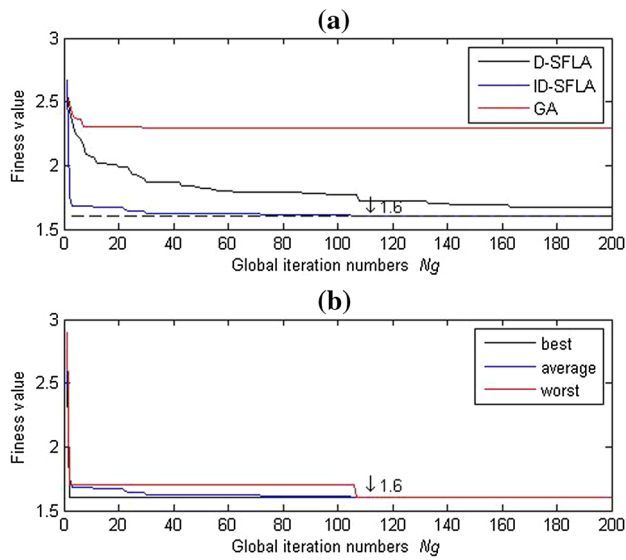 (a)
3
2.5
2
1.5
Finess value
D-SFLA
ID-SFLA
GA
↓1.6
0 20 40 60 80 100 120 140 160 180 200
Global iteration numbers Ng
(b)
3
2.5
2
1.5
Finess value
best
average
worst
↓1.6
0 20 40 60 80 100 120 140 160 180 200
Global iteration numbers Ng